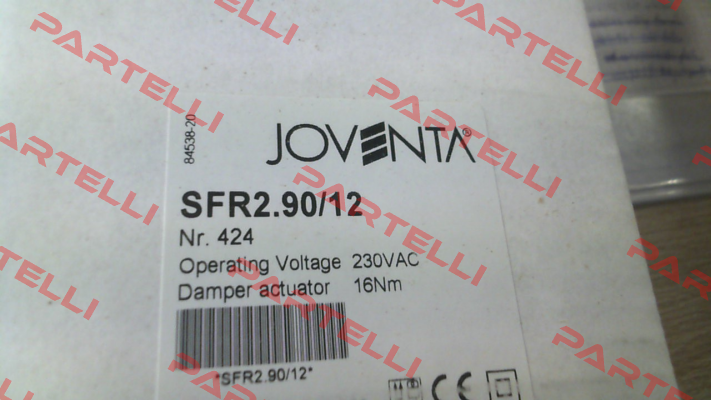 84538-20
JOVENTA®
SFR2.90/12
Nr. 424
Operating Voltage 230VAC
Damper actuator 16Nm
*SFR2.90/12*
CE
PARTELLI
PARTELLI
PARTELLI
PARTELLI
PARTELLI
PARTELLI
PARTELLI
PARTELLI
PARTELLI